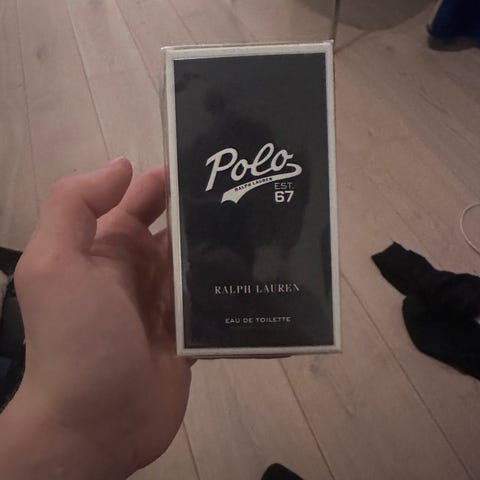 Polo
RALPH LAUREN
EST.
67
RALPH LAUREN
EAU DE TOILETTE